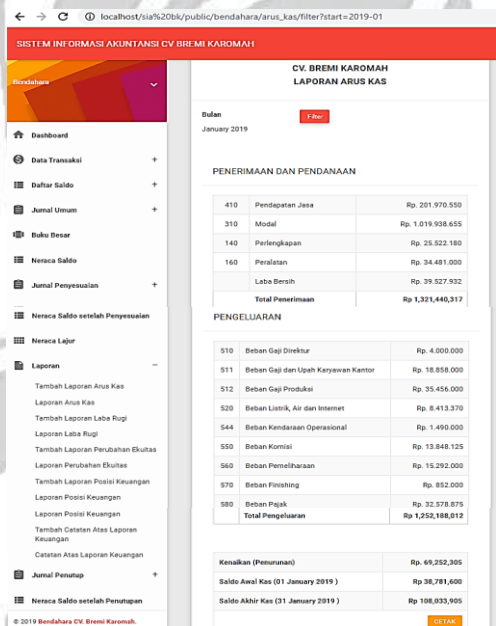 localhost/sia%20bk/public/bendahara/arus_kas/filter?start=2019-01
SISTEM INFORMASI AKUNTANSI CV BREMI KAROMAH
Bendahara
Dashboard
Data Transaksi +
Daftar Saldo +
Jurnal Umum +
Buku Besar
Neraca Saldo
Jurnal Penyesuaian +
Neraca Saldo setelah Penyesuaian
Neraca Lajur
Laporan –
Tambah Laporan Arus Kas
Laporan Arus Kas
Tambah Laporan Laba Rugi
Laporan Laba Rugi
Tambah Laporan Perubahan Ekuitas
Laporan Perubahan Ekuitas
Tambah Laporan Posisi Keuangan
Laporan Posisi Keuangan
Laporan Posisi Keuangan
Tambah Catatan Atas Laporan
Keuangan
Catatan Atas Laporan Keuangan
Jurnal Penutup +
Neraca Saldo setelah Penutupan
© 2019 Bendahara CV. Bremi Karomah.
CV. BREMI KAROMAH
LAPORAN ARUS KAS
Bulan
Filter
January 2019
PENERIMAAN DAN PENDANAAN
410 Pendapatan Jasa Rp. 201.970.550
310 Modal Rp. 1.019.938.655
140 Perlengkapan Rp. 25.522.180
160 Peralatan Rp. 34.481.000
Laba Bersih Rp. 39.527.932
Total Penerimaan Rp 1,321,440,317
PENGELUARAN
510 Beban Gaji Direktur Rp. 4.000.000
511 Beban Gaji dan Upah Karyawan Kantor Rp. 18.858.000
512 Beban Gaji Produksi Rp. 35.456.000
520 Beban Listrik, Air dan Internet Rp. 8.413.370
544 Beban Kendaraan Operasional Rp. 1.490.000
550 Beban Komisi Rp. 13.848.125
560 Beban Pemeliharaan Rp. 15.292.000
570 Beban Finishing Rp. 852.000
580 Beban Pajak Rp. 32.578.875
Total Pengeluaran Rp 1,252,188,012
Kenaikan (Penurunan) Rp. 69,252,305
Saldo Awal Kas (01 January 2019 ) Rp 38,781,600
Saldo Akhir Kas (31 January 2019 ) Rp 108,033,905
CETAK